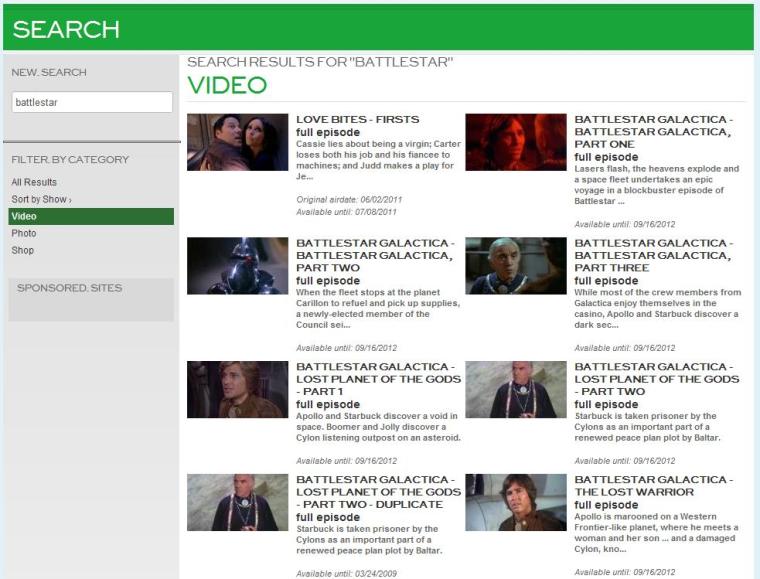 SEARCH
NEW. SEARCH
battlestar
FILTER. BY CATEGORY
All Results
Sort by Show ›
Video
Photo
Shop
SPONSORED. SITES
SEARCH RESULTS FOR "BATTLESTAR"
VIDEO
LOVE BITES - FIRSTS
full episode
Cassie lies about being a virgin; Carter
loses both his job and his fiancee to
machines; and Judd makes a play for
Je...
Original airdate: 06/02/2011
Available until: 07/08/2011
BATTLESTAR GALACTICA -
BATTLESTAR GALACTICA,
PART ONE
full episode
Lasers flash, the heavens explode and
a space fleet undertakes an epic
voyage in a blockbuster episode of
Battlestar ...
Available until: 09/16/2012
BATTLESTAR GALACTICA -
BATTLESTAR GALACTICA,
PART TWO
full episode
When the fleet stops at the planet
Carillon to refuel and pick up supplies,
a newly-elected member of the
Council sei...
Available until: 09/16/2012
BATTLESTAR GALACTICA -
BATTLESTAR GALACTICA,
PART THREE
full episode
While most of the crew members from
Galactica enjoy themselves in the
casino, Apollo and Starbuck discover a
dark sec...
Available until: 09/16/2012
BATTLESTAR GALACTICA -
LOST PLANET OF THE GODS
- PART 1
full episode
Apollo and Starbuck discover a void in
space. Boomer and Jolly discover a
Cylon listening outpost on an asteroid.
Available until: 09/16/2012
BATTLESTAR GALACTICA -
LOST PLANET OF THE GODS
- PART TWO
full episode
Starbuck is taken prisoner by the
Cylons as an important part of a
renewed peace plan plot by Baltar.
Available until: 09/16/2012
BATTLESTAR GALACTICA -
LOST PLANET OF THE GODS
- PART TWO - DUPLICATE
full episode
Starbuck is taken prisoner by the
Cylons as an important part of a
renewed peace plan plot by Baltar.
Available until: 03/24/2009
BATTLESTAR GALACTICA -
THE LOST WARRIOR
full episode
Apollo is marooned on a Western
Frontier-like planet, where he meets a
woman and her son ... and a damaged
Cylon, kno...
Available until: 09/16/2012